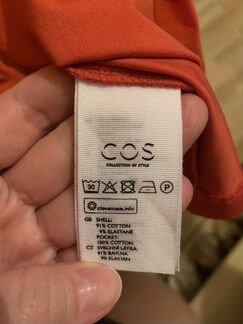 COS
COLLECTION OF STYLE
30
P
clevercare.info
GB SHELL:
91% COTTON
9% ELASTANE
POCKET:
100% COTTON
CZ SVRCHNÍ LÁTKA:
91% BAVLNA
9% ELASTAN